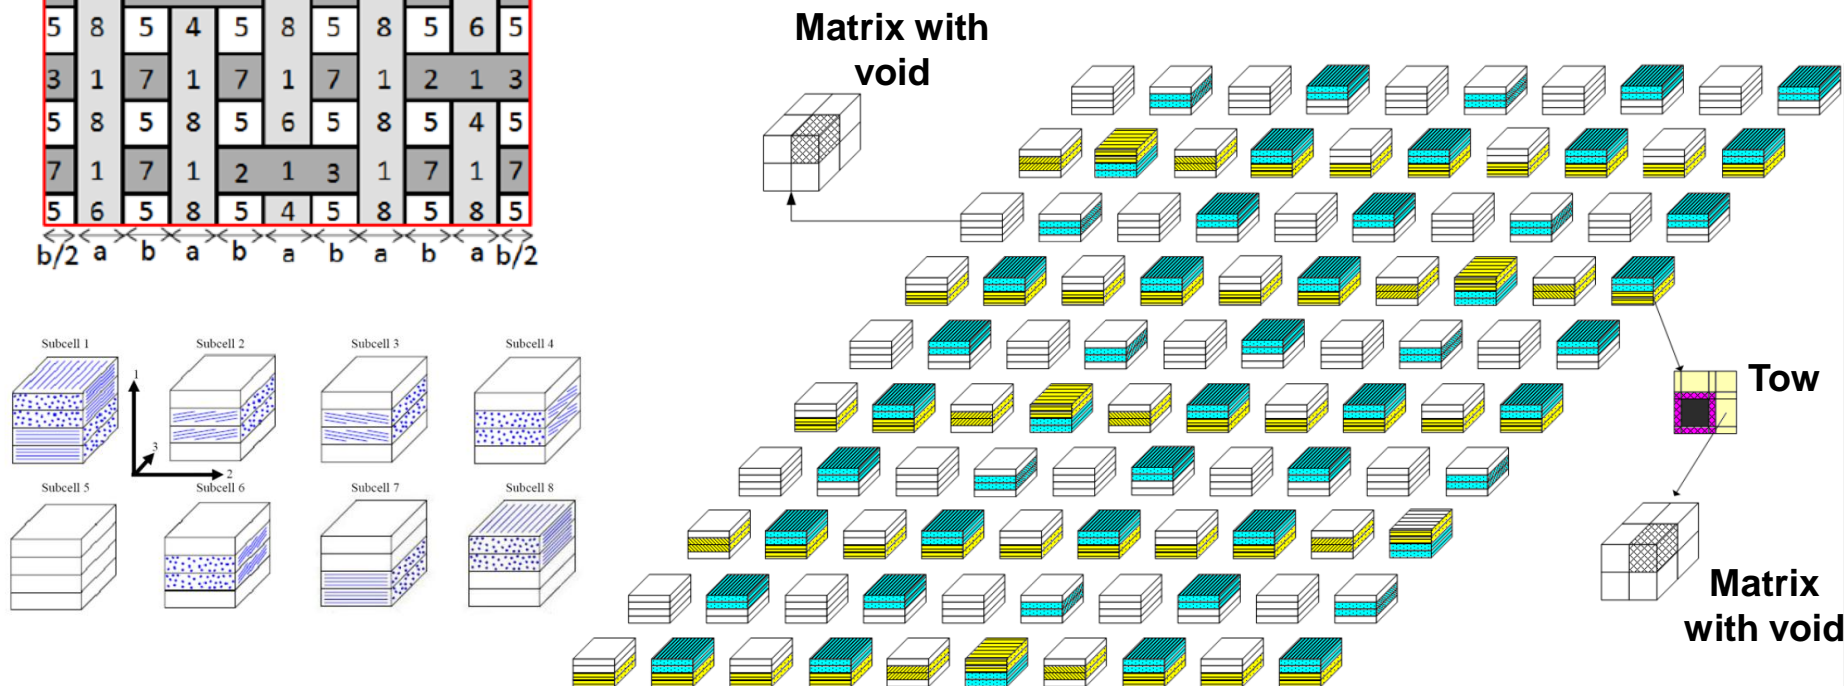 5 8 5 4 5 8 5 8 5 6 5
3 1 7 1 7 1 7 1 2 1 3
5 8 5 8 5 6 5 8 5 4 5
7 1 7 1 2 1 3 1 7 1 7
5 6 5 8 5 4 5 8 5 8 5
b/2 a b a b a b a b a b/2
Subcell 1 Subcell 2 Subcell 3 Subcell 4
1
3
2
Subcell 5 Subcell 6 Subcell 7 Subcell 8
Matrix with
void
Tow
Matrix
with void